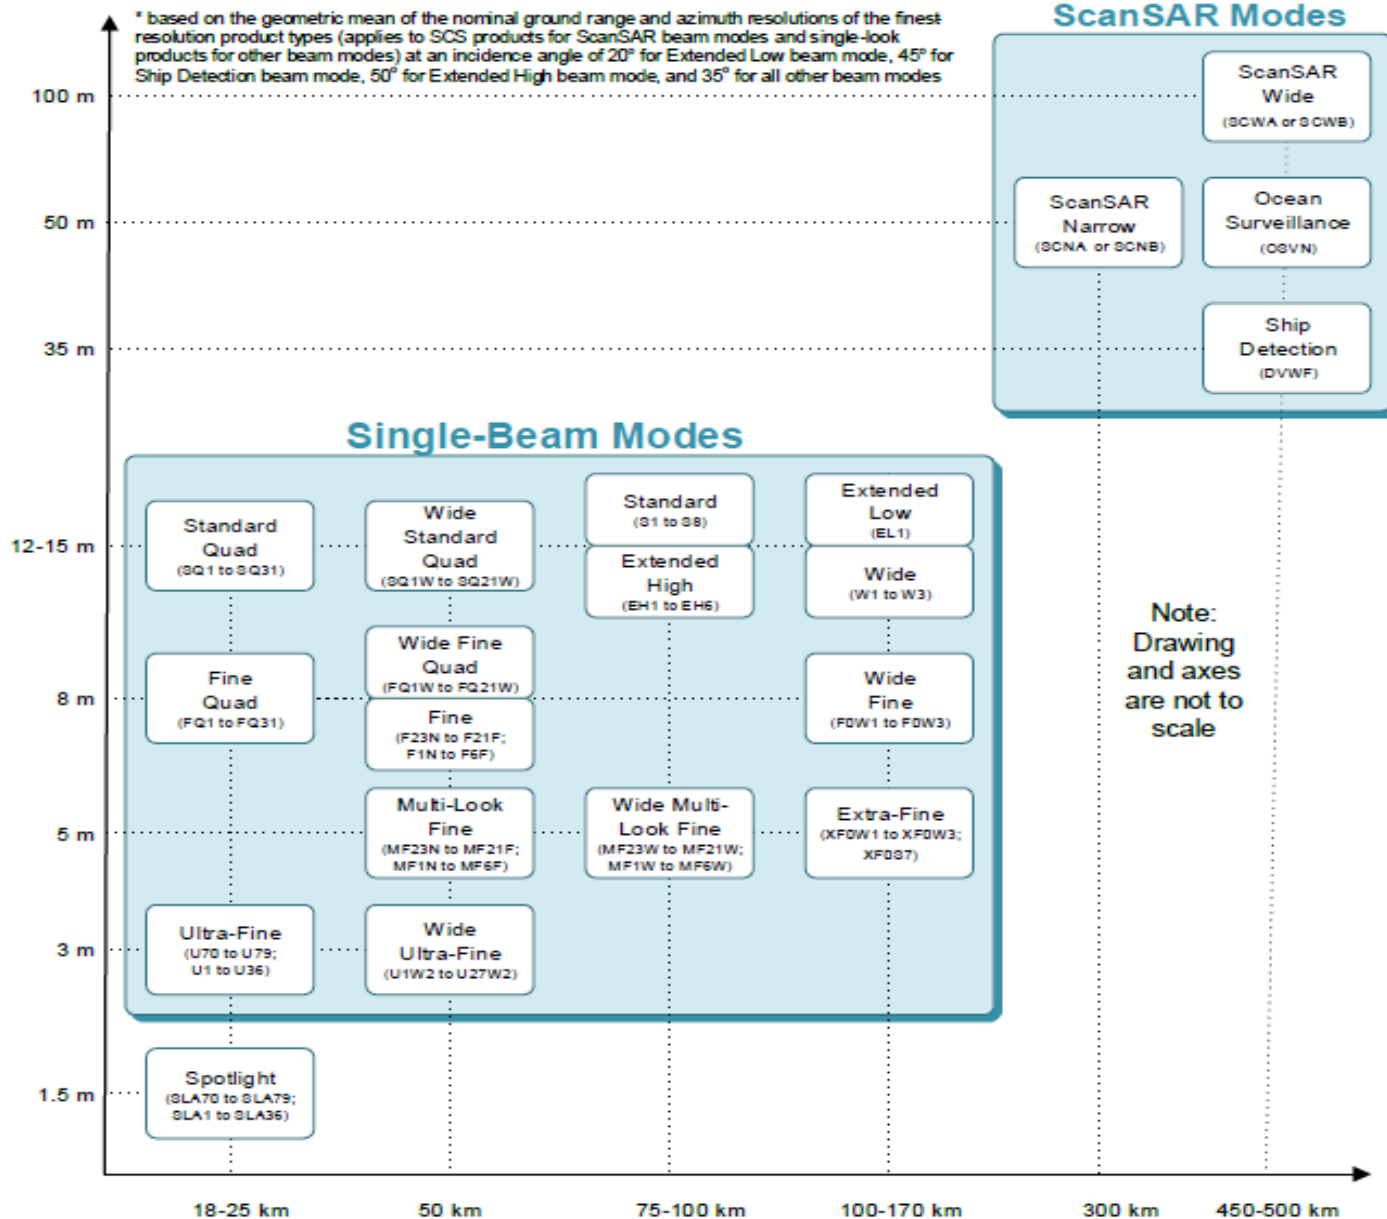 * based on the geometric mean of the nominal ground range and azimuth resolutions of the finest
resolution product types (applies to SCS products for ScanSAR beam modes and single-look
products for other beam modes) at an incidence angle of 20° for Extended Low beam mode, 45° for
Ship Detection beam mode, 50° for Extended High beam mode, and 35° for all other beam modes
ScanSAR Modes
100 m
ScanSAR
Wide
(SCWA or SCWB)
50 m
ScanSAR
Narrow
(SCNA or SCNB)
Ocean
Surveillance
(OSVN)
35 m
Ship
Detection
(DVWF)
Single-Beam Modes
12-15 m
Standard
Quad
(SQ1 to SQ31)
Wide
Standard
Quad
(SQ1W to SQ21W)
Standard
(S1 to S8)
Extended
High
(EH1 to EH6)
Extended
Low
(EL1)
Wide
(W1 to W3)
8 m
Fine
Quad
(FQ1 to FQ31)
Wide Fine
Quad
(FQ1W to FQ21W)
Fine
(F23N to F21F;
F1N to F6F)
Wide
Fine
(F0W1 to F0W3)
Note:
Drawing
and axes
are not to
scale
5 m
Multi-Look
Fine
(MF23N to MF21F;
MF1N to MF6F)
Wide Multi-
Look Fine
(MF23W to MF21W;
MF1W to MF6W)
Extra-Fine
(XF0W1 to XF0W3;
XF0S7)
3 m
Ultra-Fine
(U70 to U79;
U1 to U36)
Wide
Ultra-Fine
(U1W2 to U27W2)
1.5 m
Spotlight
(SLA70 to SLA79;
SLA1 to SLA36)
18-25 km
50 km
75-100 km
100-170 km
300 km
450-500 km